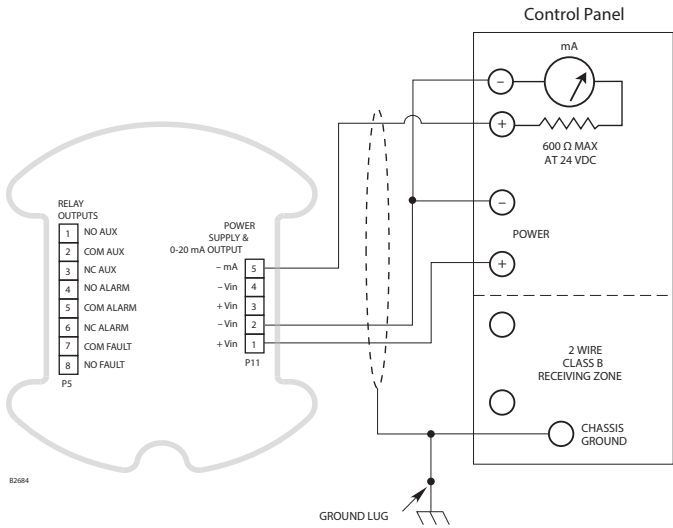 Control Panel
mA
−
+
600 Ω MAX
AT 24 VDC
−
POWER
+
2 WIRE
CLASS B
RECEIVING ZONE
CHASSIS
GROUND
RELAY
OUTPUTS
1 NO AUX
2 COM AUX
3 NC AUX
4 NO ALARM
5 COM ALARM
6 NC ALARM
7 COM FAULT
8 NO FAULT
P5
POWER
SUPPLY &
0-20 mA OUTPUT
– mA 5
– Vin 4
+ Vin 3
– Vin 2
+ Vin 1
P11
GROUND LUG
B2684